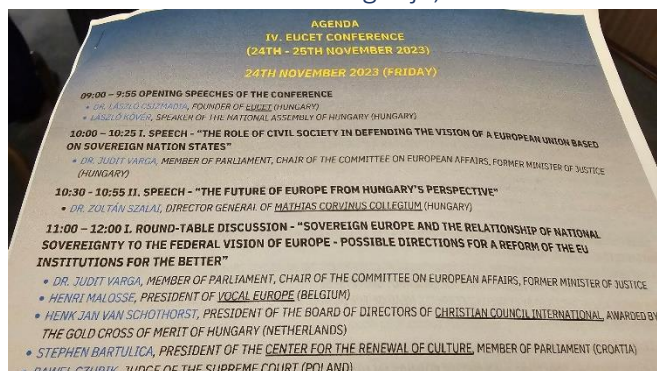 AGENDA
IV. EUCET CONFERENCE
(24TH - 25TH NOVEMBER 2023)
24TH NOVEMBER 2023 (FRIDAY)
09:00 – 9:55 OPENING SPEECHES OF THE CONFERENCE
• DR. LÁSZLÓ CSIZMADIA, FOUNDER OF EUCET (HUNGARY)
• LÁSZLÓ KÖVÉR, SPEAKER OF THE NATIONAL ASSEMBLY OF HUNGARY (HUNGARY)
10:00 – 10:25 I. SPEECH - "THE ROLE OF CIVIL SOCIETY IN DEFENDING THE VISION OF A EUROPEAN UNION BASED
ON SOVEREIGN NATION STATES"
• DR. JUDIT VARGA, MEMBER OF PARLIAMENT, CHAIR OF THE COMMITTEE ON EUROPEAN AFFAIRS, FORMER MINISTER OF JUSTICE
(HUNGARY)
10:30 - 10:55 II. SPEECH - "THE FUTURE OF EUROPE FROM HUNGARY'S PERSPECTIVE"
• DR. ZOLTÁN SZALAI, DIRECTOR GENERAL OF MATHIAS CORVINUS COLLEGIUM (HUNGARY)
11:00 – 12:00 I. ROUND-TABLE DISCUSSION - "SOVEREIGN EUROPE AND THE RELATIONSHIP OF NATIONAL
SOVEREIGNTY TO THE FEDERAL VISION OF EUROPE - POSSIBLE DIRECTIONS FOR A REFORM OF THE EU
INSTITUTIONS FOR THE BETTER"
• DR. JUDIT VARGA, MEMBER OF PARLIAMENT, CHAIR OF THE COMMITTEE ON EUROPEAN AFFAIRS, FORMER MINISTER OF JUSTICE
• HENRI MALOSSE, PRESIDENT OF VOCAL EUROPE (BELGIUM)
• HENK JAN VAN SCHOTHORST, PRESIDENT OF THE BOARD OF DIRECTORS OF CHRISTIAN COUNCIL INTERNATIONAL, AWARDED BY
THE GOLD CROSS OF MERIT OF HUNGARY (NETHERLANDS)
• STEPHEN BARTULICA, PRESIDENT OF THE CENTER FOR THE RENEWAL OF CULTURE, MEMBER OF PARLIAMENT (CROATIA)
• PAWEL CZUBIK, JUDGE OF THE SUPREME COURT (POLAND)